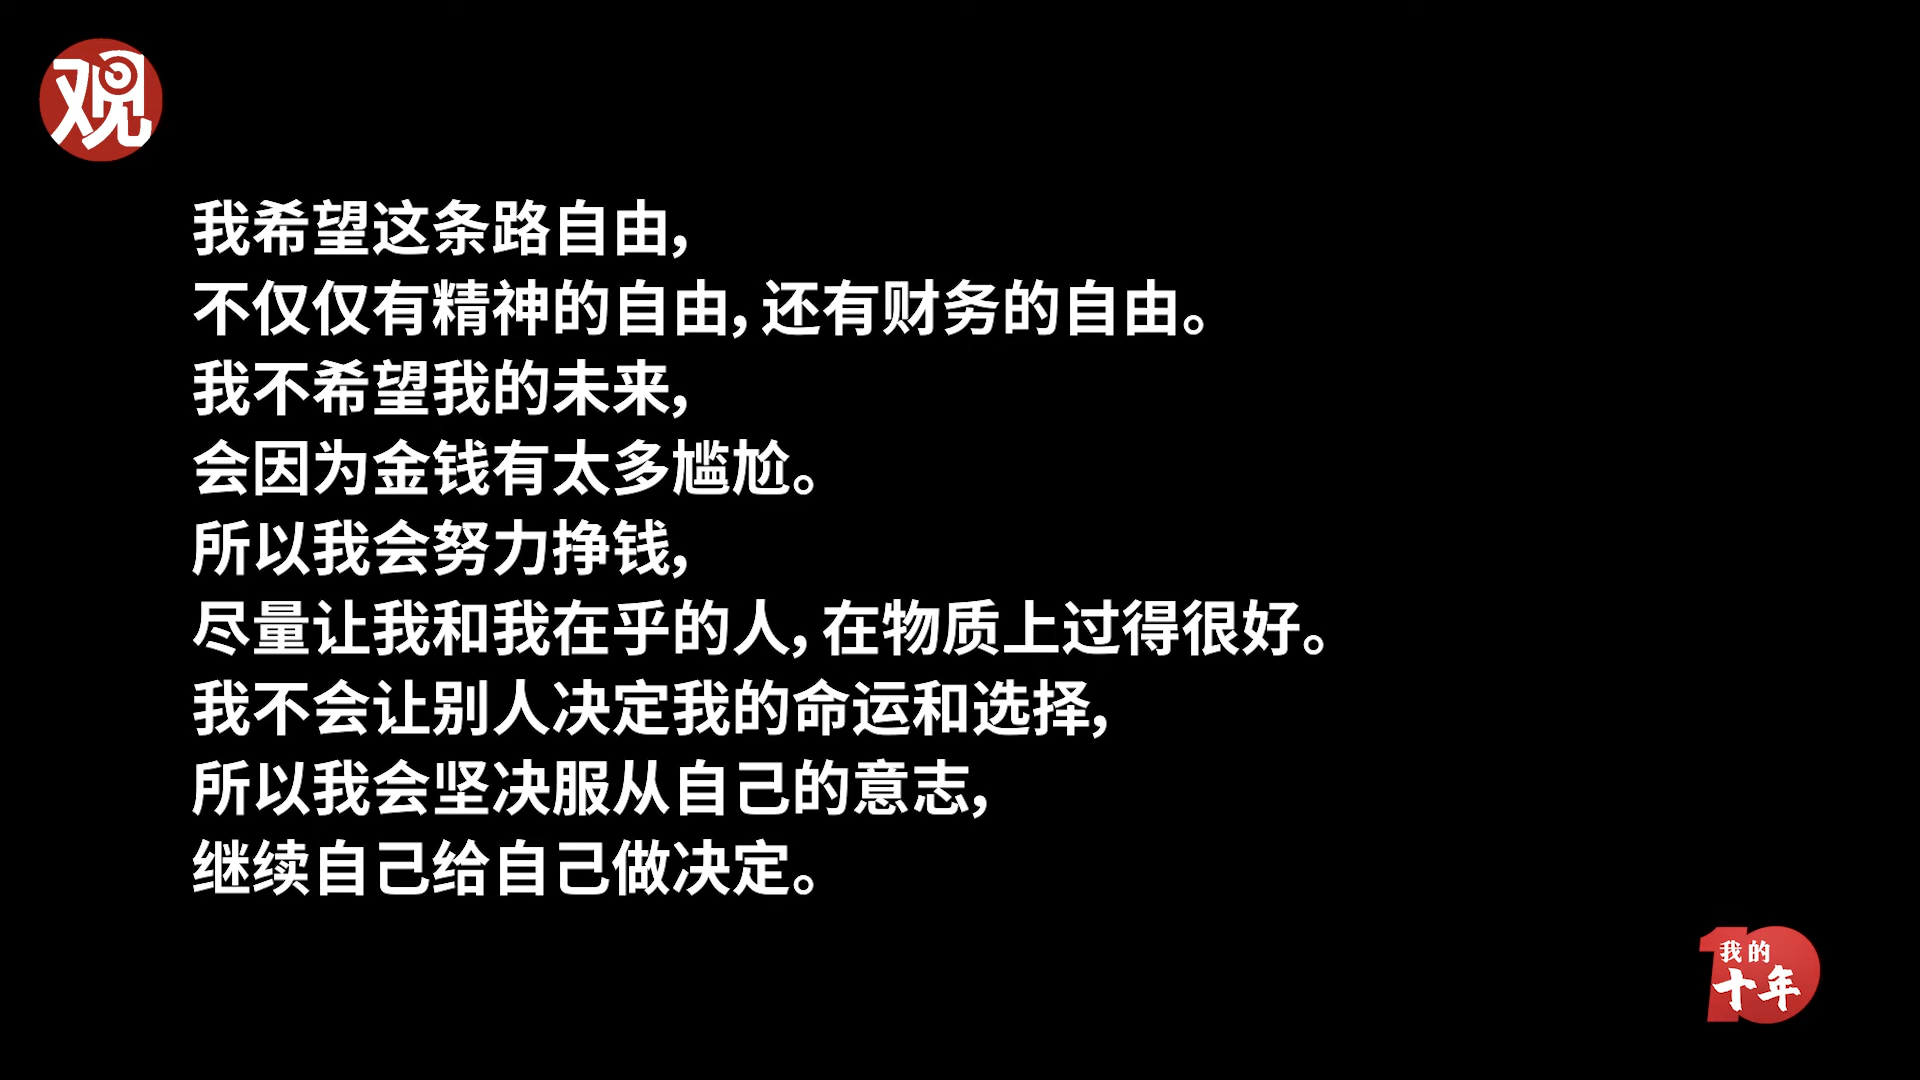 观
我希望这条路自由，
不仅仅有精神的自由，还有财务的自由。
我不希望我的未来，
会因为金钱有太多尴尬。
所以我会努力挣钱，
尽量让我和我在乎的人，在物质上过得很好。
我不会让别人决定我的命运和选择，
所以我会坚决服从自己的意志，
继续自己给自己做决定。
10
我的
十年